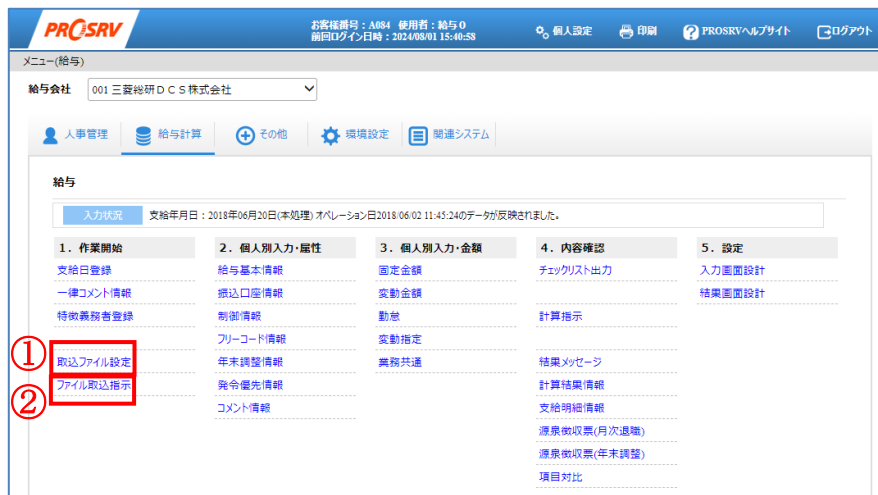 PROSRV
お客様番号：A084 使用者：給与０
前回ログイン日時：2024/08/01 15:40:58
個人設定
印刷
PROSRVヘルプサイト
ログアウト
メニュー(給与)
給与会社 001 三菱総研ＤＣＳ株式会社
人事管理
給与計算
その他
環境設定
関連システム
給与
入力状況 支給年月日：2018年06月20日(本処理) オペレーション日2018/06/02 11:45:24のデータが反映されました。
1．作業開始
支給日登録
一律コメント情報
特徴義務者登録
① 取込ファイル設定
② ファイル取込指示
2．個人別入力･属性
給与基本情報
振込口座情報
制御情報
フリーコード情報
年末調整情報
発令優先情報
コメント情報
3．個人別入力･金額
固定金額
変動金額
勤怠
変動指定
業務共通
4．内容確認
チェックリスト出力
計算指示
結果メッセージ
計算結果情報
支給明細情報
源泉徴収票(月次退職)
源泉徴収票(年末調整)
項目対比
5．設定
入力画面設計
結果画面設計